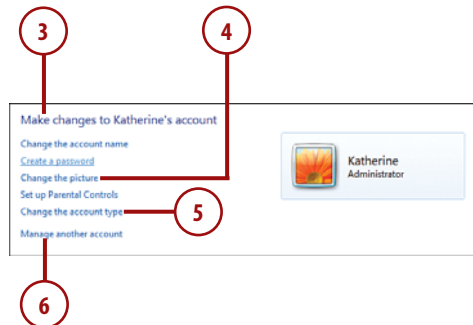 3
4
Make changes to Katherine's account
Change the account name
Create a password
Change the picture
Set up Parental Controls
Change the account type
Manage another account
Katherine
Administrator
5
6